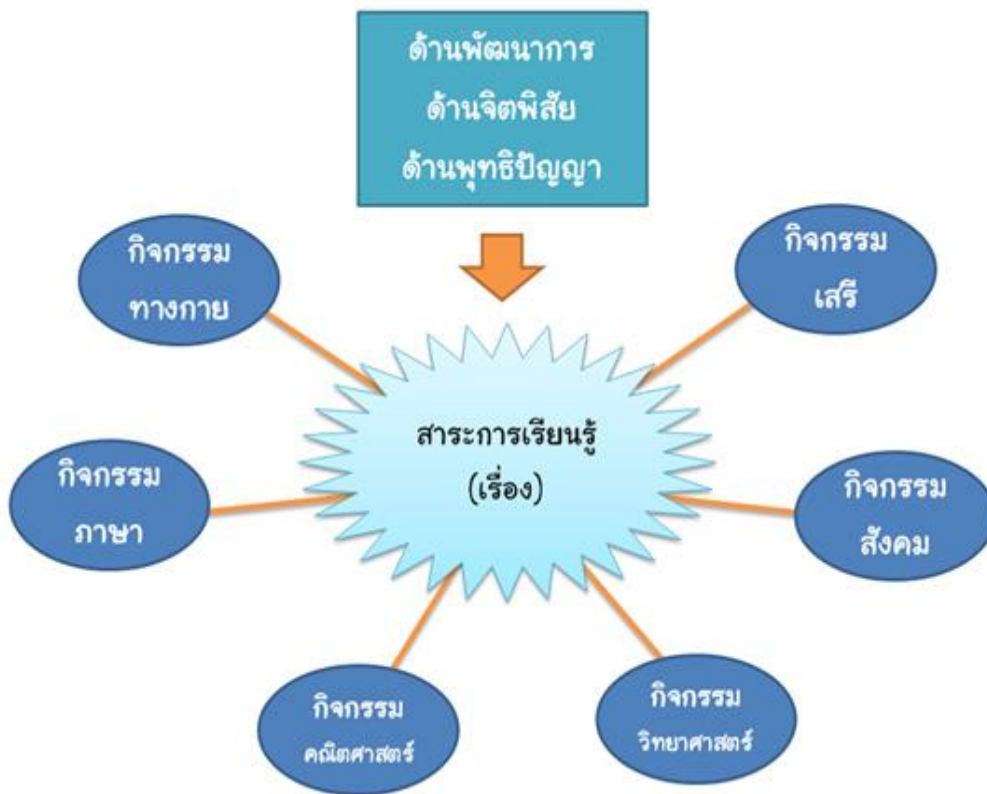 ด้านพัฒนาการ
ด้านจิตพิสัย
ด้านพุทธิปัญญา
กิจกรรม
ทางกาย
กิจกรรม
เสรี
สาระการเรียนรู้
(เรื่อง)
กิจกรรม
ภาษา
กิจกรรม
สังคม
กิจกรรม
คณิตศาสตร์
กิจกรรม
วิทยาศาสตร์